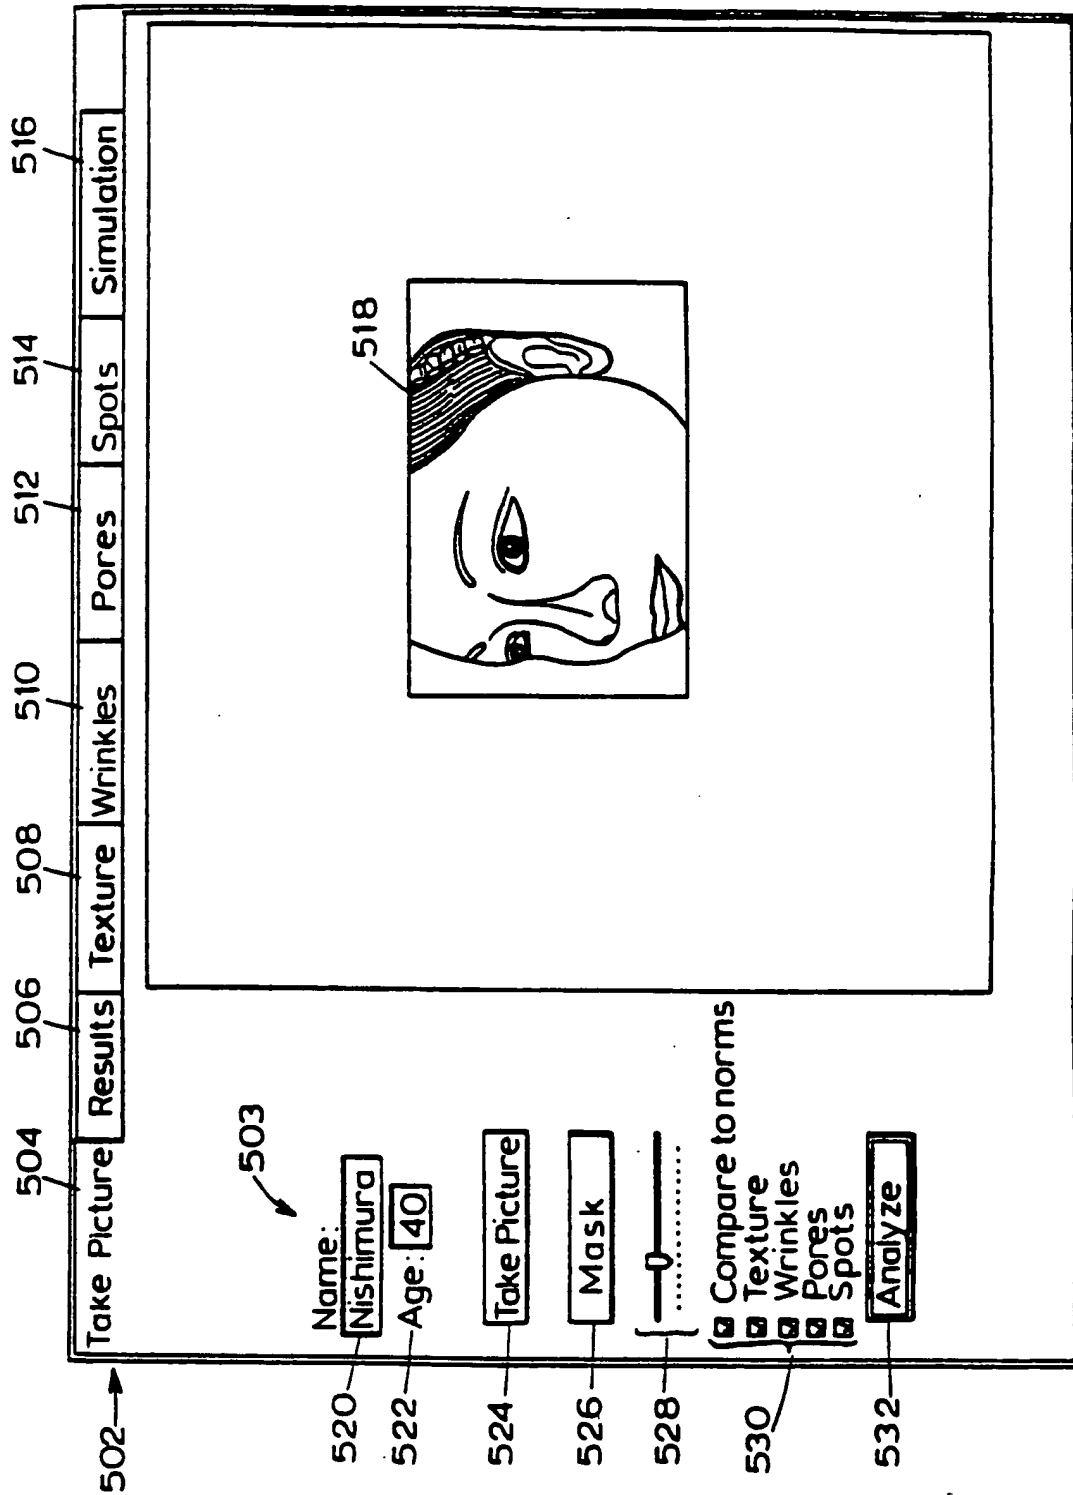 504 506 508 510 512 514 516
502
Take Picture Results Texture Wrinkles Pores Spots Simulation
503
518
Name:
520 Nishimura
522 Age: 40
524 Take Picture
526 Mask
528
530
Compare to norms
Texture
Wrinkles
Pores
Spots
532 Analyze